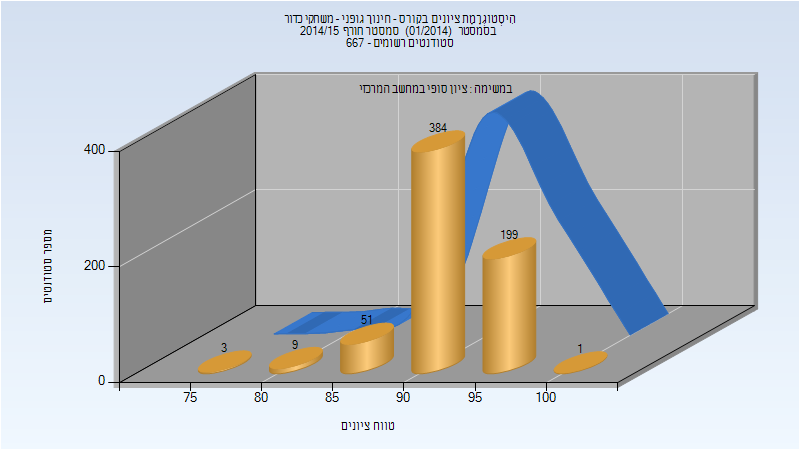 היסטוגרמת ציונים בקורס - חינוך גופני - משחקי כדור
בסמסטר (01/2014) סמסטר חורף 2014/15
סטודנטים רשומים - 667
במשימה : ציון סופי במחשב המרכזי
מספר סטודנטים
400
200
0
3
9
51
384
199
1
75
80
85
90
95
100
טווח ציונים